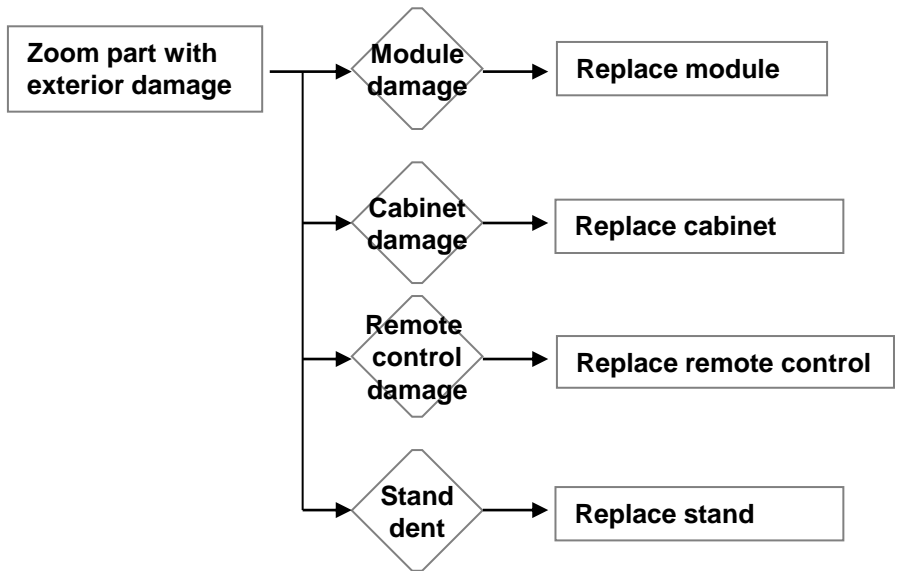 Zoom part with
exterior damage
Module
damage
Replace module
Cabinet
damage
Replace cabinet
Remote
control
damage
Replace remote control
Stand
dent
Replace stand